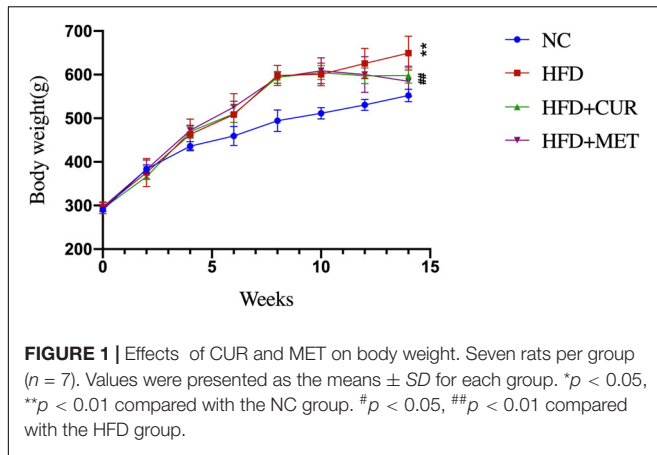 700
600
500
400
300
200
Body weight(g)
0
5
10
15
Weeks
**
##
NC
HFD
HFD+CUR
HFD+MET
FIGURE 1 | Effects of CUR and MET on body weight. Seven rats per group
(n = 7). Values were presented as the means ± SD for each group. *p < 0.05,
**p < 0.01 compared with the NC group. #p < 0.05, ##p < 0.01 compared
with the HFD group.